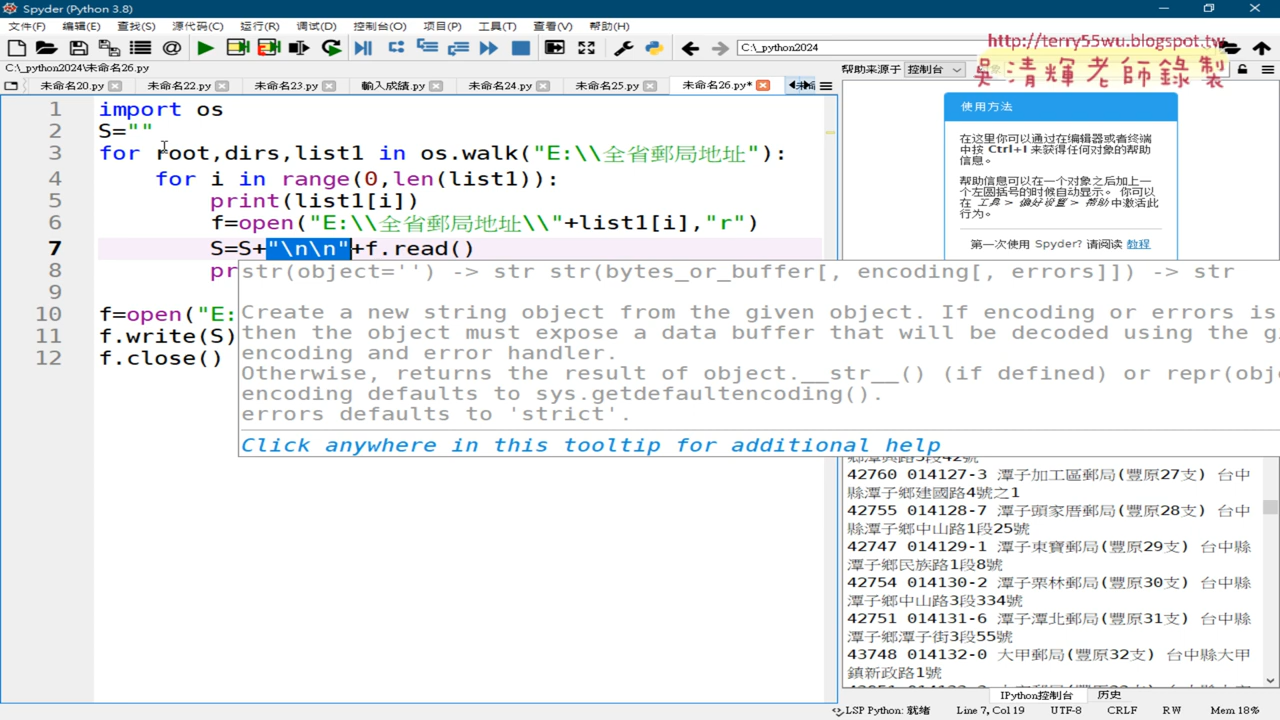 Spyder (Python 3.8)
文件(F) 编辑(E) 查找(S) 源代码(C) 运行(R) 调试(D) 控制台(O) 项目(P) 工具(T) 查看(V) 帮助(H)
C:\_python2024
http://terry55wu.blogspot.tw
吳清輝老師錄製
C:\_python2024\未命名26.py
未命名20.py 未命名22.py 未命名23.py 輸入成績.py 未命名24.py 未命名25.py 未命名26.py*
帮助来源于 控制台
1 import os
2 S=""
3 for root,dirs,list1 in os.walk("E:\\全省郵局地址"):
4 for i in range(0,len(list1)):
5 print(list1[i])
6 f=open("E:\\全省郵局地址\\"+list1[i],"r")
7 S=S+"\n\n"+f.read()
8 pr
9
10 f=open("E:
11 f.write(S)
12 f.close()
str(object='') -> str str(bytes_or_buffer[, encoding[, errors]]) -> str
Create a new string object from the given object. If encoding or errors is
then the object must expose a data buffer that will be decoded using the g
encoding and error handler.
Otherwise, returns the result of object.__str__() (if defined) or repr(obj
encoding defaults to sys.getdefaultencoding().
errors defaults to 'strict'.
Click anywhere in this tooltip for additional help
使用方法
在这里你可以通过在编辑器或者终端
中按 Ctrl+I 来获得任何对象的帮助
信息。
帮助信息可以在一个对象之后加上一
个左圆括号的时候自动显示。 你可以
在 工具 > 偏好设置 > 帮助 中激活此
行为。
第一次使用 Spyder? 请阅读 教程
鄉潭興路3段42號
42760 014127-3 潭子加工區郵局(豐原27支) 台中
縣潭子鄉建國路4號之1
42755 014128-7 潭子頭家厝郵局(豐原28支) 台中
縣潭子鄉中山路1段25號
42747 014129-1 潭子東寶郵局(豐原29支) 台中縣
潭子鄉民族路1段8號
42754 014130-2 潭子栗林郵局(豐原30支) 台中縣
潭子鄉中山路3段334號
42751 014131-6 潭子潭北郵局(豐原31支) 台中縣
潭子鄉潭子街3段55號
43748 014132-0 大甲郵局(豐原32支) 台中縣大甲
鎮新政路1號
IPython控制台 历史
LSP Python: 就绪 Line 7, Col 19 UTF-8 CRLF RW Mem 18%